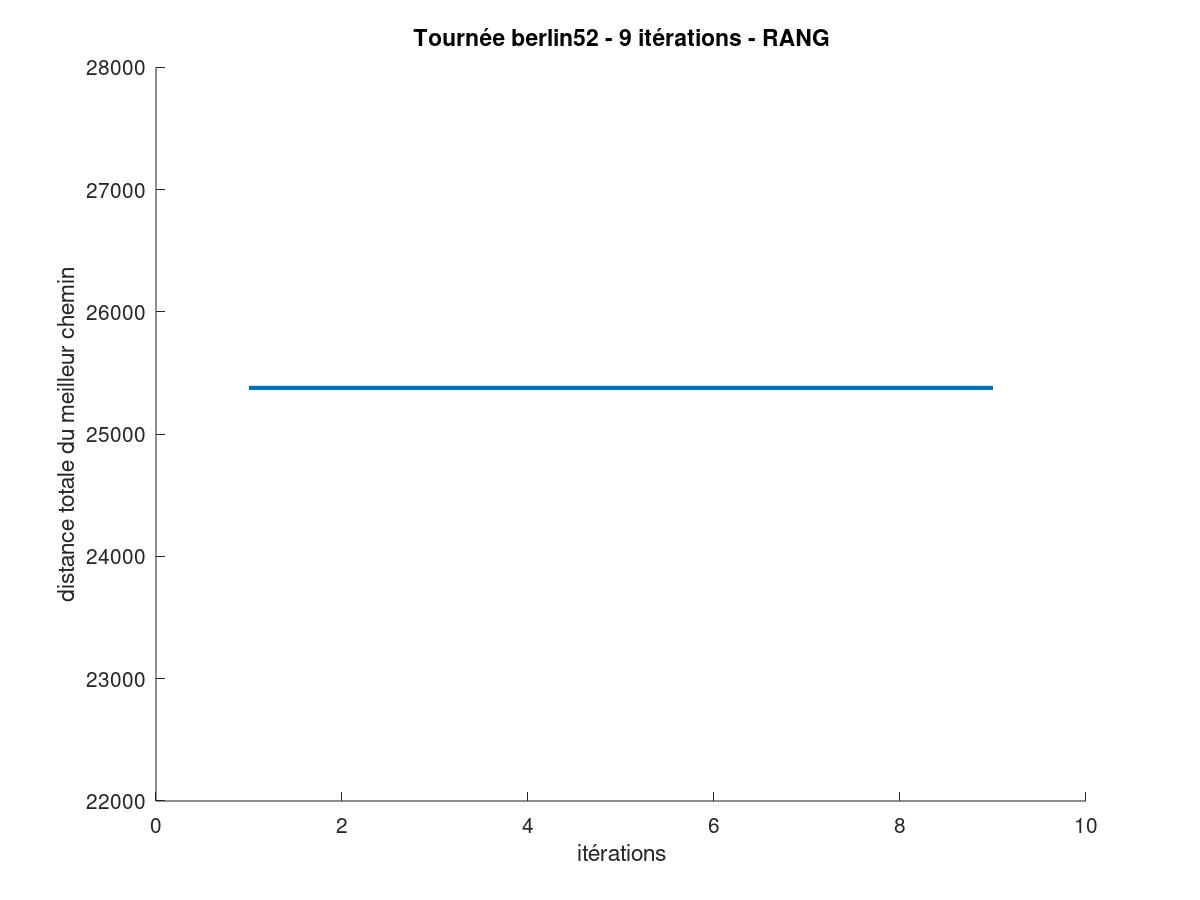 Tournée berlin52 - 9 itérations - RANG
28000
27000
26000
25000
24000
23000
22000
distance totale du meilleur chemin
0 2 4 6 8 10
itérations